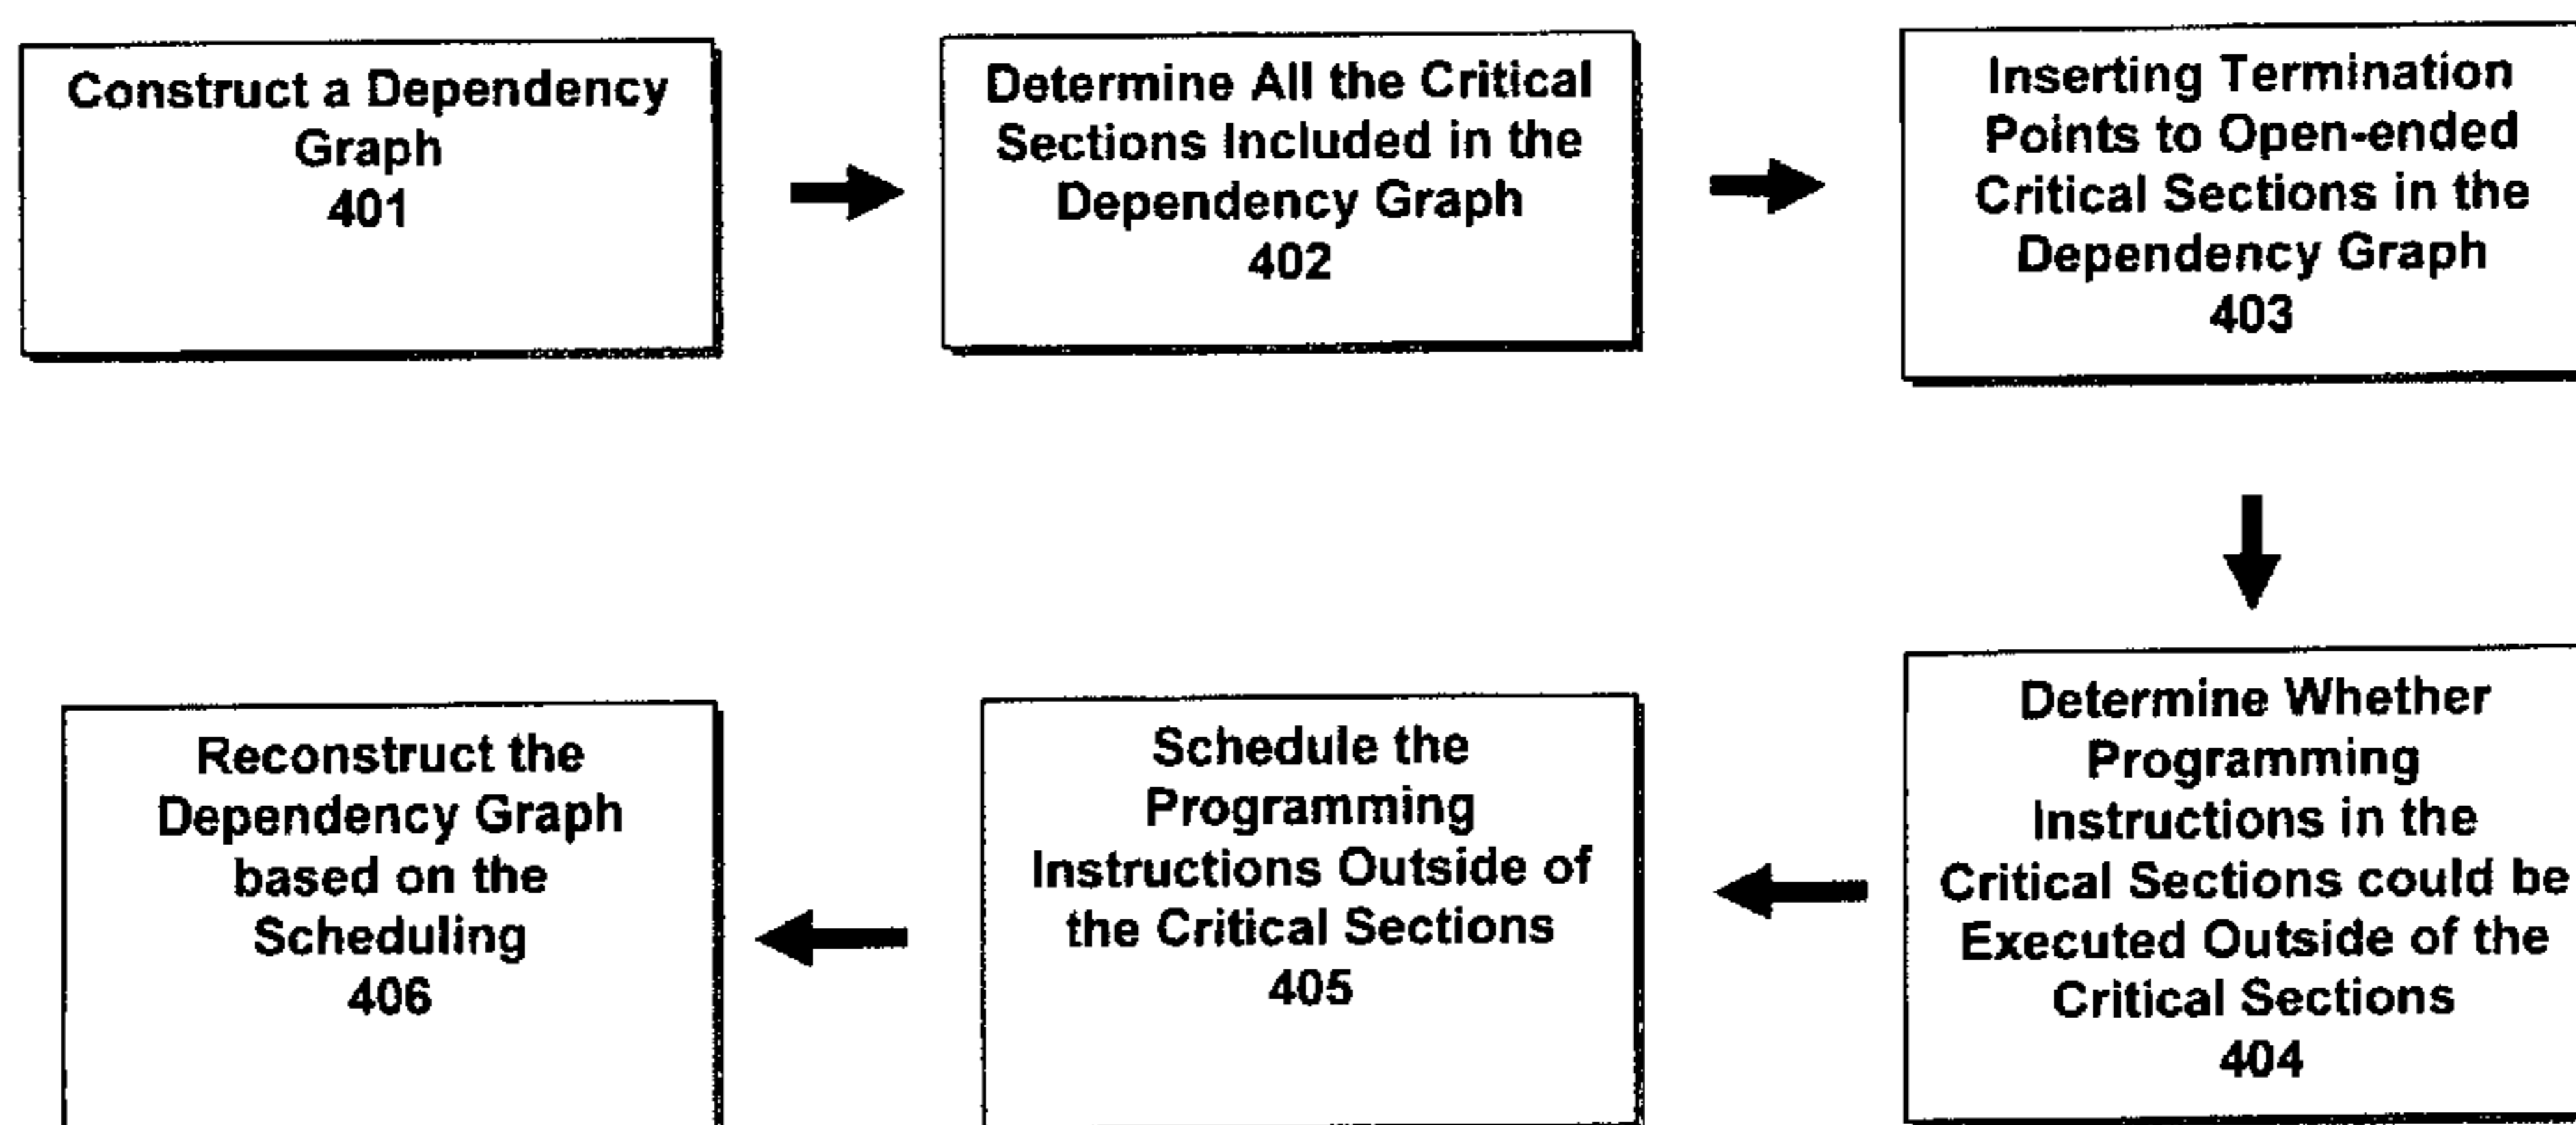 Construct a Dependency
Graph
401
Determine All the Critical
Sections Included in the
Dependency Graph
402
Inserting Termination
Points to Open-ended
Critical Sections in the
Dependency Graph
403
Determine Whether
Programming
Instructions in the
Critical Sections could be
Executed Outside of the
Critical Sections
404
Schedule the
Programming
Instructions Outside of
the Critical Sections
405
Reconstruct the
Dependency Graph
based on the
Scheduling
406